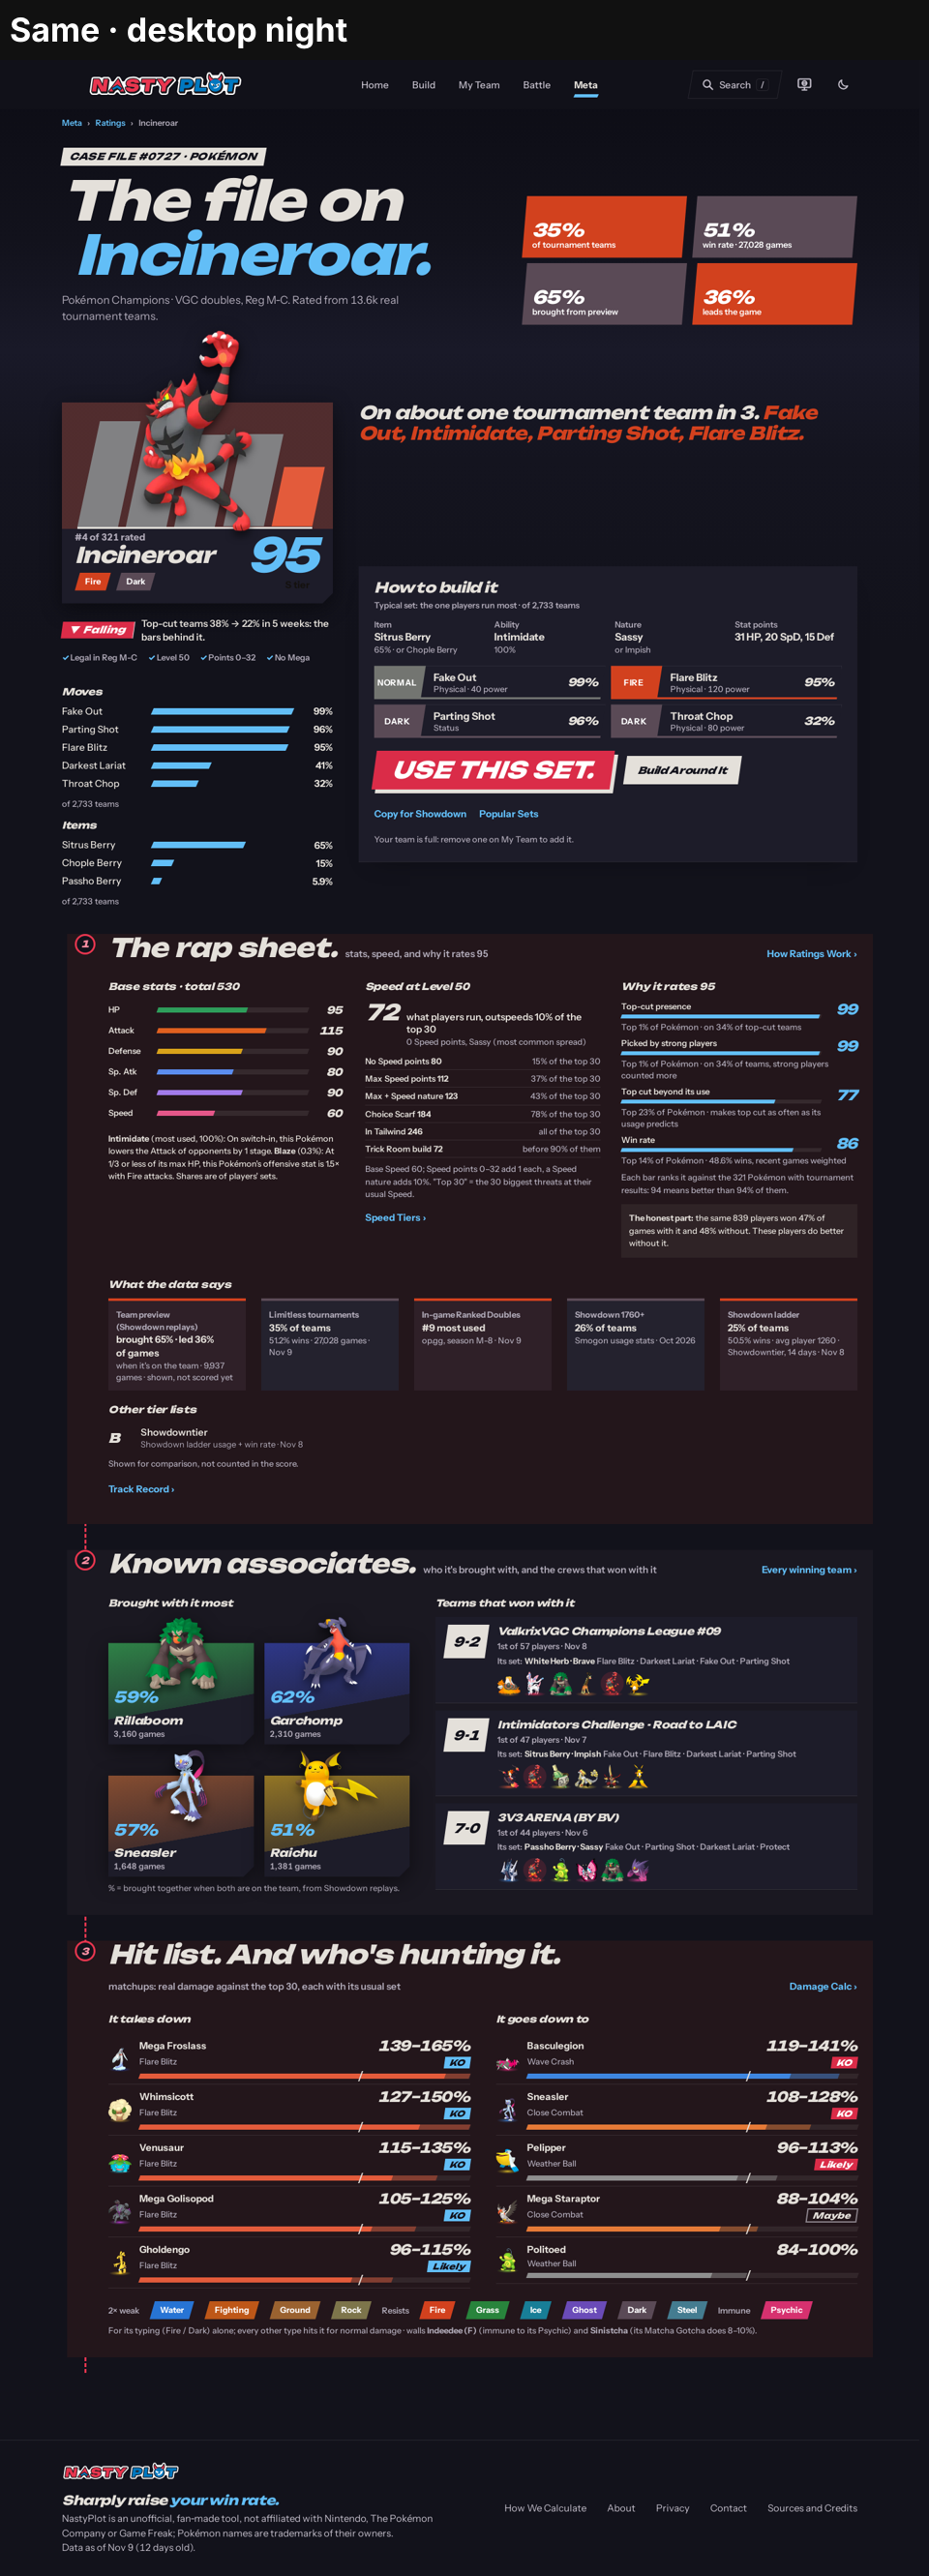 Same · desktop night
NASTY PLOT
Home
Build
My Team
Battle
Meta
Search /
Meta › Ratings › Incineroar
CASE FILE #0727 · POKÉMON
The file on
Incineroar.
Pokémon Champions · VGC doubles, Reg M-C. Rated from 13.6k real
tournament teams.
35%
of tournament teams
51%
win rate · 27,028 games
65%
brought from preview
36%
leads the game
#4 of 321 rated
Incineroar
95
Fire
Dark
S tier
▼ Falling
Top-cut teams 38% → 22% in 5 weeks: the
bars behind it.
✓Legal in Reg M-C ✓Level 50 ✓Points 0–32 ✓No Mega
Moves
Fake Out 99%
Parting Shot 96%
Flare Blitz 95%
Darkest Lariat 41%
Throat Chop 32%
of 2,733 teams
Items
Sitrus Berry 65%
Chople Berry 15%
Passho Berry 5.9%
of 2,733 teams
On about one tournament team in 3. Fake
Out, Intimidate, Parting Shot, Flare Blitz.
How to build it
Typical set: the one players run most · of 2,733 teams
Item
Sitrus Berry
65% · or Chople Berry
Ability
Intimidate
100%
Nature
Sassy
or Impish
Stat points
31 HP, 20 SpD, 15 Def
NORMAL
Fake Out
Physical · 40 power
99%
FIRE
Flare Blitz
Physical · 120 power
95%
DARK
Parting Shot
Status
96%
DARK
Throat Chop
Physical · 80 power
32%
USE THIS SET.
Build Around It
Copy for Showdown
Popular Sets
Your team is full: remove one on My Team to add it.
1
The rap sheet.
stats, speed, and why it rates 95
How Ratings Work ›
Base stats · total 530
HP 95
Attack 115
Defense 90
Sp. Atk 80
Sp. Def 90
Speed 60
Intimidate (most used, 100%): On switch-in, this Pokémon
lowers the Attack of opponents by 1 stage. Blaze (0.3%): At
1/3 or less of its max HP, this Pokémon's offensive stat is 1.5×
with Fire attacks. Shares are of players' sets.
Speed at Level 50
72
what players run, outspeeds 10% of the
top 30
0 Speed points, Sassy (most common spread)
No Speed points 80 15% of the top 30
Max Speed points 112 37% of the top 30
Max + Speed nature 123 43% of the top 30
Choice Scarf 184 78% of the top 30
In Tailwind 246 all of the top 30
Trick Room build 72 before 90% of them
Base Speed 60; Speed points 0–32 add 1 each, a Speed
nature adds 10%. "Top 30" = the 30 biggest threats at their
usual Speed.
Speed Tiers ›
Why it rates 95
Top-cut presence 99
Top 1% of Pokémon · on 34% of top-cut teams
Picked by strong players 99
Top 1% of Pokémon · on 34% of teams, strong players
counted more
Top cut beyond its use 77
Top 23% of Pokémon · makes top cut as often as its
usage predicts
Win rate 86
Top 14% of Pokémon · 48.6% wins, recent games weighted
Each bar ranks it against the 321 Pokémon with tournament
results: 94 means better than 94% of them.
The honest part: the same 839 players won 47% of
games with it and 48% without. These players do better
without it.
What the data says
Team preview
(Showdown replays)
brought 65% · led 36%
of games
when it's on the team · 9,937
games · shown, not scored yet
Limitless tournaments
35% of teams
51.2% wins · 27,028 games ·
Nov 9
In-game Ranked Doubles
#9 most used
op.gg, season M-8 · Nov 9
Showdown 1760+
26% of teams
Smogon usage stats · Oct 2026
Showdown ladder
25% of teams
50.5% wins · avg player 1260 ·
Showdowntier, 14 days · Nov 8
Other tier lists
B
Showdowntier
Showdown ladder usage + win rate · Nov 8
Shown for comparison, not counted in the score.
Track Record ›
2
Known associates.
who it's brought with, and the crews that won with it
Every winning team ›
Brought with it most
59%
Rillaboom
3,160 games
62%
Garchomp
2,310 games
57%
Sneasler
1,648 games
51%
Raichu
1,381 games
% = brought together when both are on the team, from Showdown replays.
Teams that won with it
9-2
ValkrixVGC Champions League #09
1st of 57 players · Nov 8
Its set: White Herb · Brave Flare Blitz · Darkest Lariat · Fake Out · Parting Shot
9-1
Intimidators Challenge · Road to LAIC
1st of 47 players · Nov 7
Its set: Sitrus Berry · Impish Fake Out · Flare Blitz · Darkest Lariat · Parting Shot
7-0
3V3 ARENA (BY BV)
1st of 44 players · Nov 6
Its set: Passho Berry · Sassy Fake Out · Parting Shot · Darkest Lariat · Protect
3
Hit list. And who's hunting it.
matchups: real damage against the top 30, each with its usual set
Damage Calc ›
It takes down
Mega Froslass 139–165%
Flare Blitz KO
Whimsicott 127–150%
Flare Blitz KO
Venusaur 115–135%
Flare Blitz KO
Mega Golisopod 105–125%
Flare Blitz KO
Gholdengo 96–115%
Flare Blitz Likely
It goes down to
Basculegion 119–141%
Wave Crash KO
Sneasler 108–128%
Close Combat KO
Pelipper 96–113%
Weather Ball Likely
Mega Staraptor 88–104%
Close Combat Maybe
Politoed 84–100%
Weather Ball
2× weak Water Fighting Ground Rock Resists Fire Grass Ice Ghost Dark Steel Immune Psychic
For its typing (Fire / Dark) alone; every other type hits it for normal damage · walls Indeedee (F) (immune to its Psychic) and Sinistcha (its Matcha Gotcha does 8–10%).
NASTY PLOT
Sharply raise your win rate.
NastyPlot is an unofficial, fan-made tool, not affiliated with Nintendo, The Pokémon
Company or Game Freak; Pokémon names are trademarks of their owners.
Data as of Nov 9 (12 days old).
How We Calculate
About
Privacy
Contact
Sources and Credits